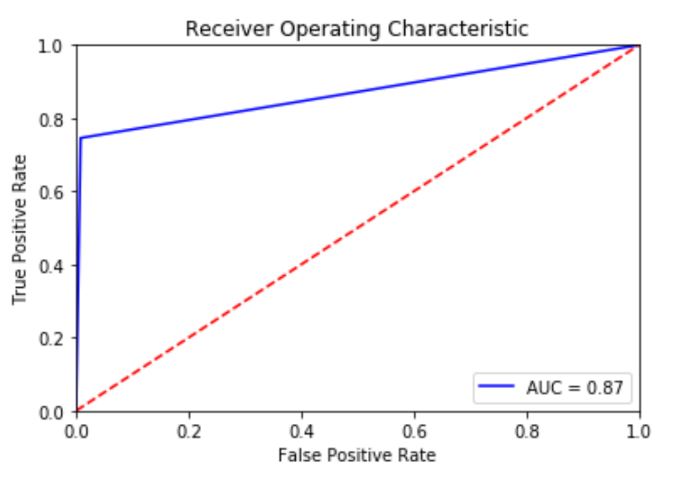 Receiver Operating Characteristic
1.0
0.8
0.6
0.4
0.2
0.0
True Positive Rate
AUC = 0.87
0.0 0.2 0.4 0.6 0.8 1.0
False Positive Rate